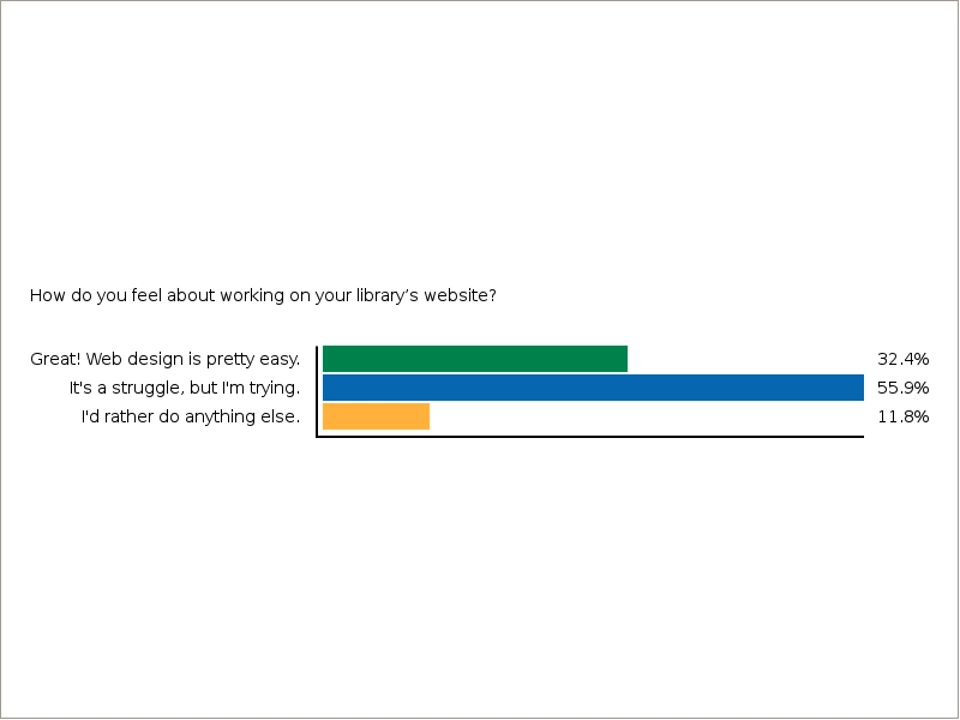 How do you feel about working on your library’s website?
Great! Web design is pretty easy. 32.4%
It's a struggle, but I'm trying. 55.9%
I'd rather do anything else. 11.8%